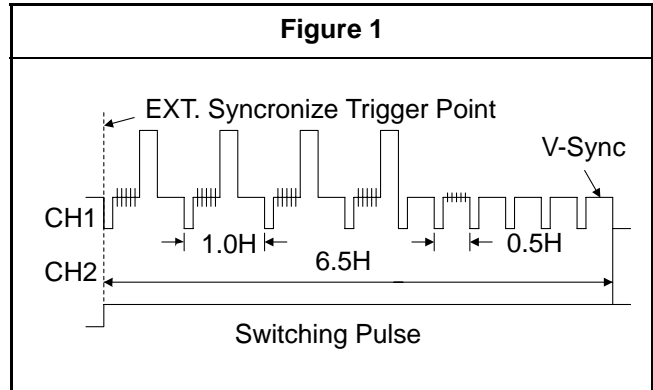 Figure 1
EXT. Syncronize Trigger Point
V-Sync
CH1
1.0H
0.5H
6.5H
CH2
Switching Pulse